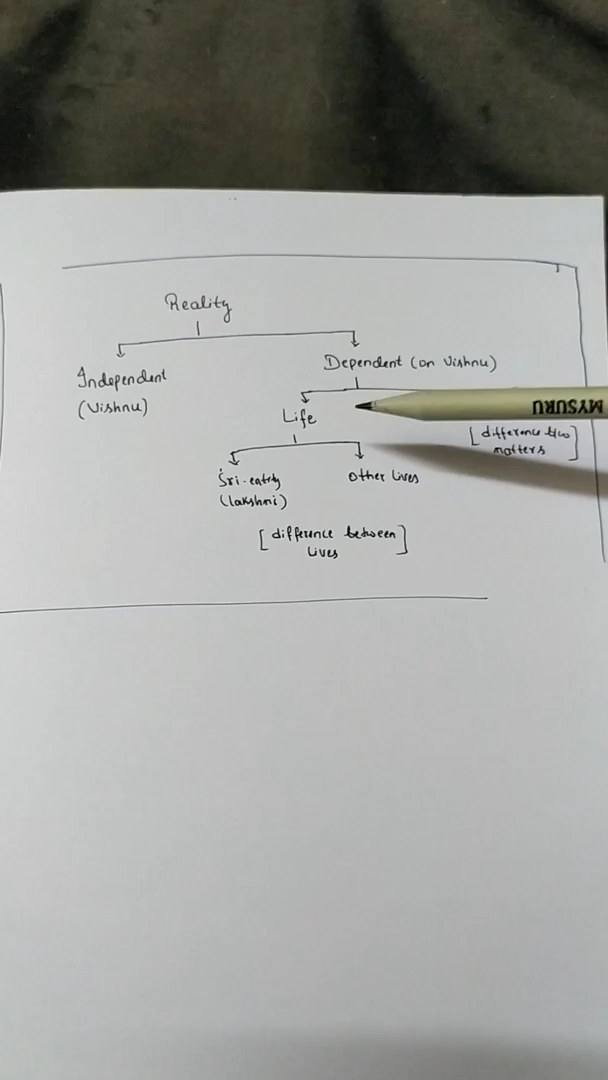 Reality
Independent
(Vishnu)
Dependent (on Vishnu)
Life
Śri-entity
(Lakshmi)
Other Lives
[difference between
Lives]
[difference b/w
matters]
MYSURU